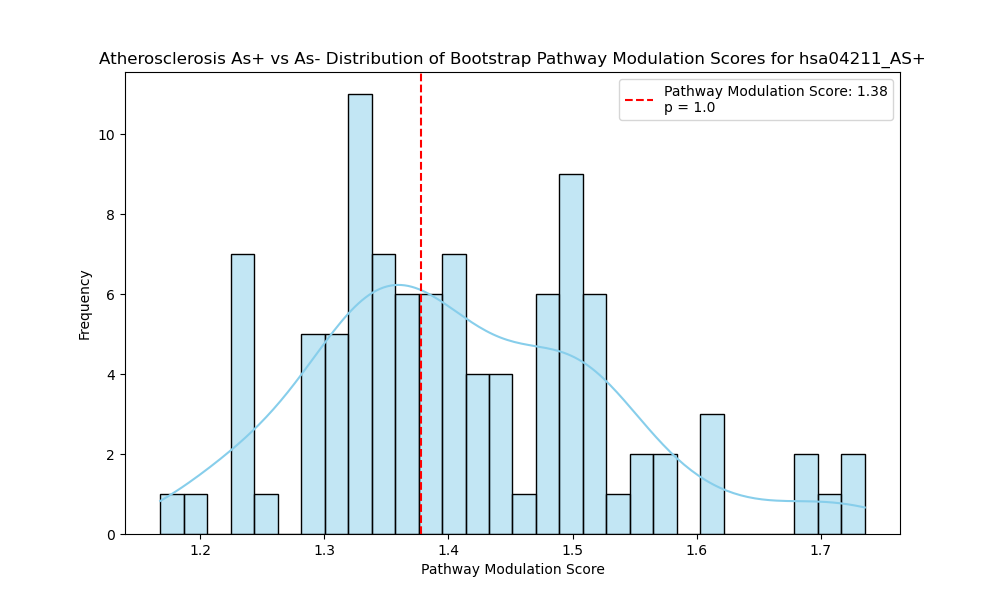 Atherosclerosis As+ vs As- Distribution of Bootstrap Pathway Modulation Scores for hsa04211_AS+
Pathway Modulation Score: 1.38
p = 1.0
10
8
6
4
2
0
Frequency
1.2 1.3 1.4 1.5 1.6 1.7
Pathway Modulation Score